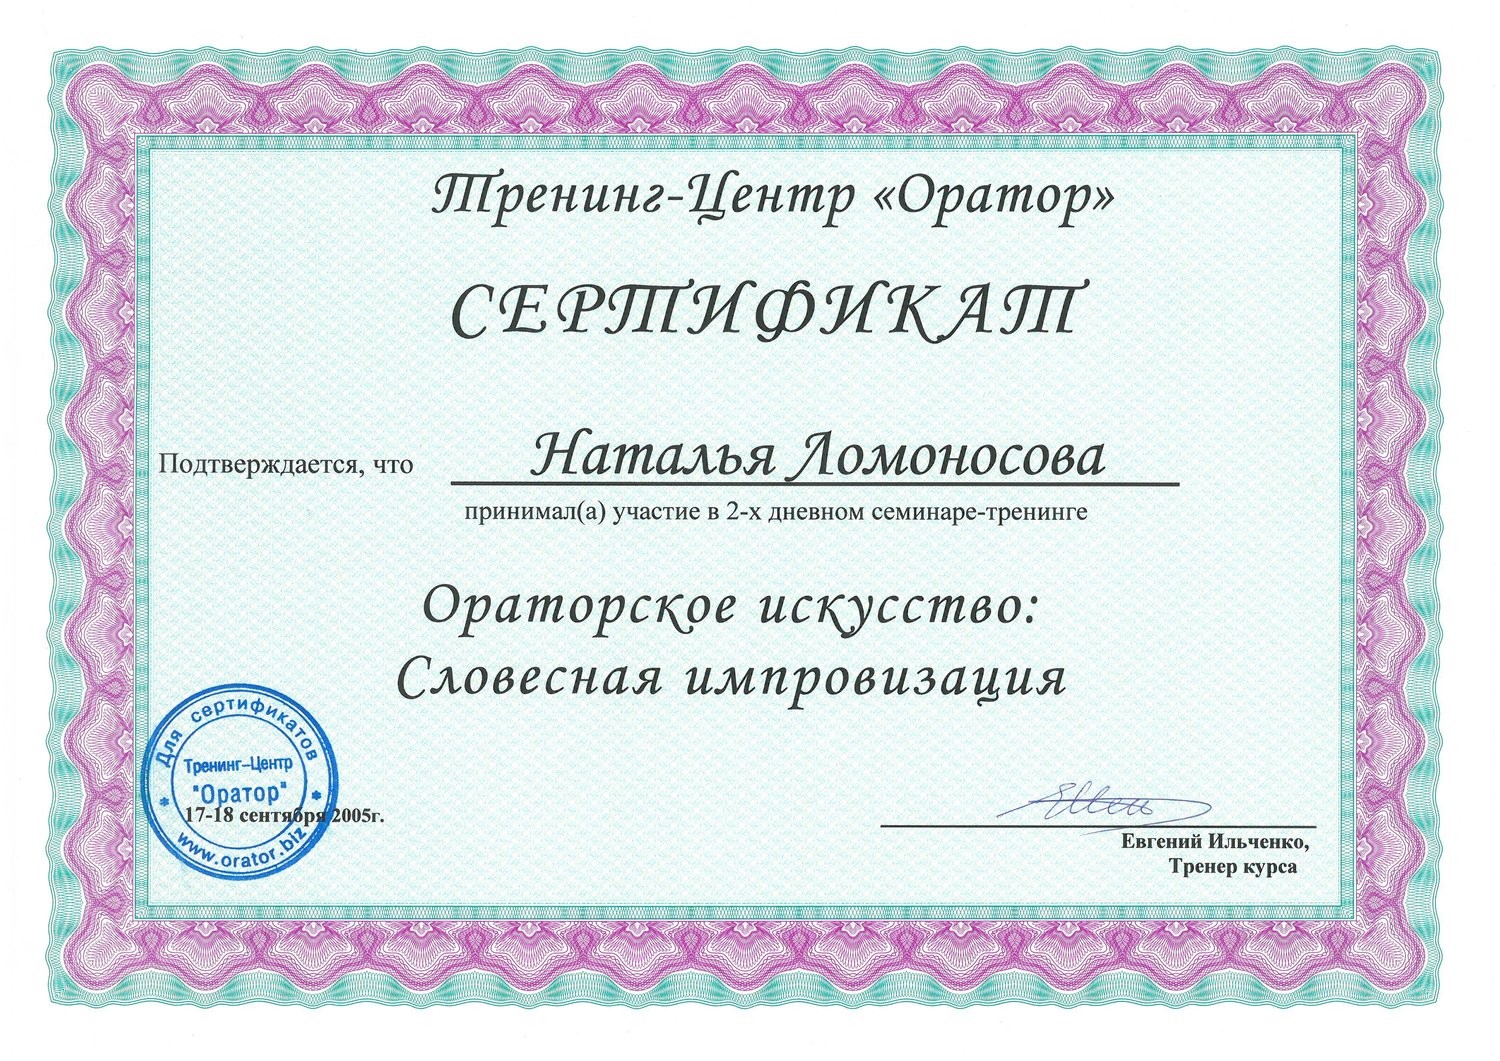 Тренинг-Центр «Оратор»
СЕРТИФИКАТ
Подтверждается, что Наталья Ломоносова
принимал(а) участие в 2-х дневном семинаре-тренинге
Ораторское искусство:
Словесная импровизация
Для сертификатов
Тренинг-Центр
"Оратор"
17-18 сентября 2005г.
www.orator.biz
Евгений Ильченко,
Тренер курса